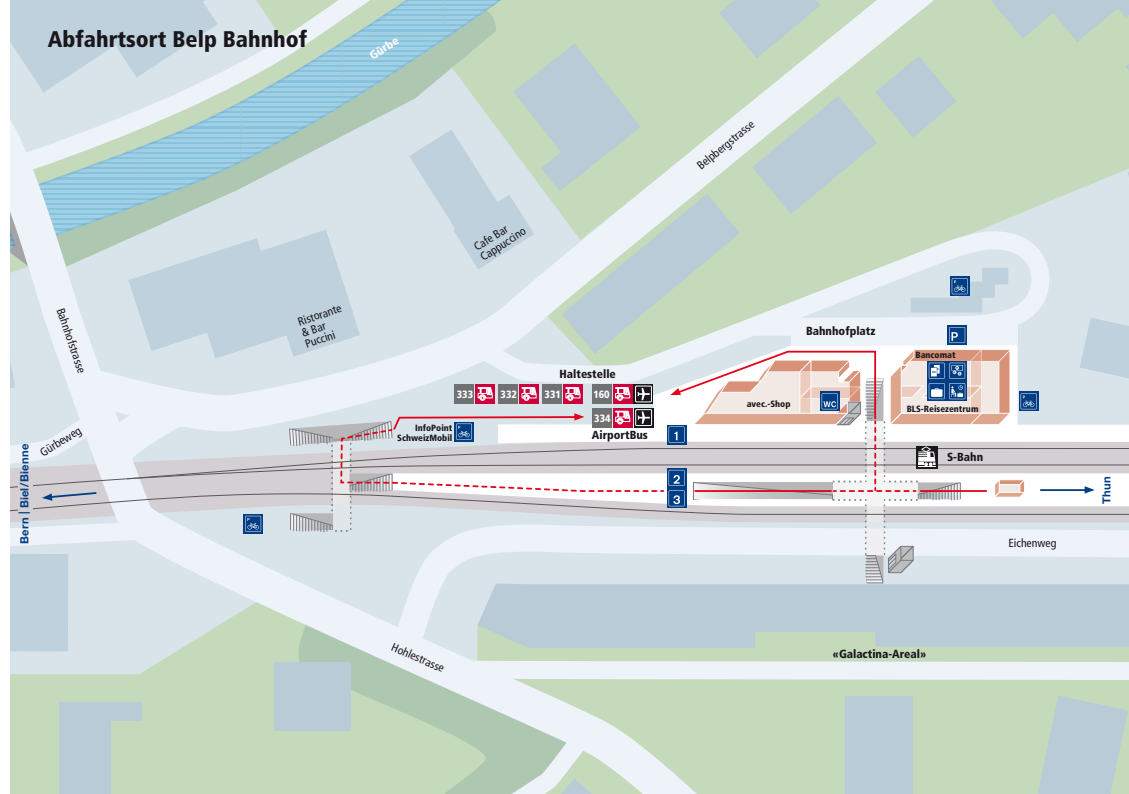 Abfahrtsort Belp Bahnhof
Gürbe
Belpbergstrasse
Cafe Bar
Cappuccino
Bahnhofstrasse
Ristorante
& Bar
Puccini
P
Bahnhofplatz
P
Bancomat
Haltestelle
333 332 331 160
avec.-Shop
WC
BLS-Reisezentrum
P
334
InfoPoint
SchweizMobil
P
AirportBus
1
Gürbeweg
S-Bahn
2
3
Bern | Biel/Bienne
Thun
P
Eichenweg
Hohlestrasse
«Galactina-Areal»